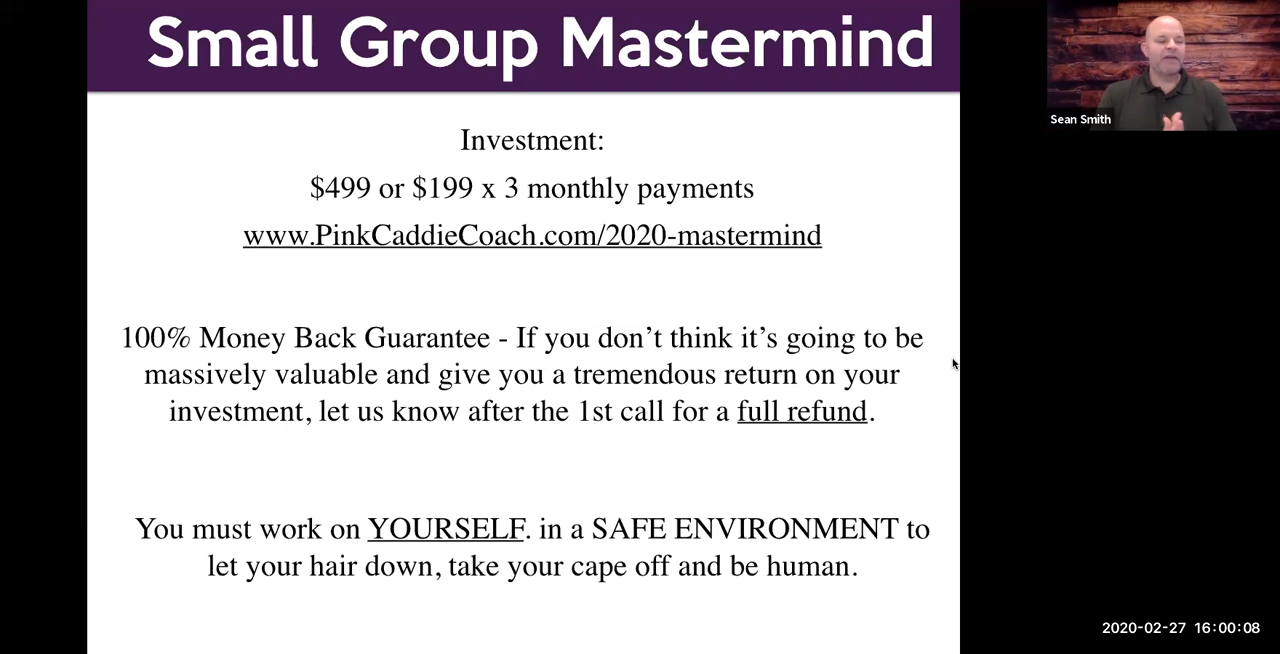 Small Group Mastermind
Sean Smith
Investment:
$499 or $199 x 3 monthly payments
www.PinkCaddieCoach.com/2020-mastermind
100% Money Back Guarantee - If you don’t think it’s going to be
massively valuable and give you a tremendous return on your
investment, let us know after the 1st call for a full refund.
You must work on YOURSELF. in a SAFE ENVIRONMENT to
let your hair down, take your cape off and be human.
2020-02-27 16:00:08